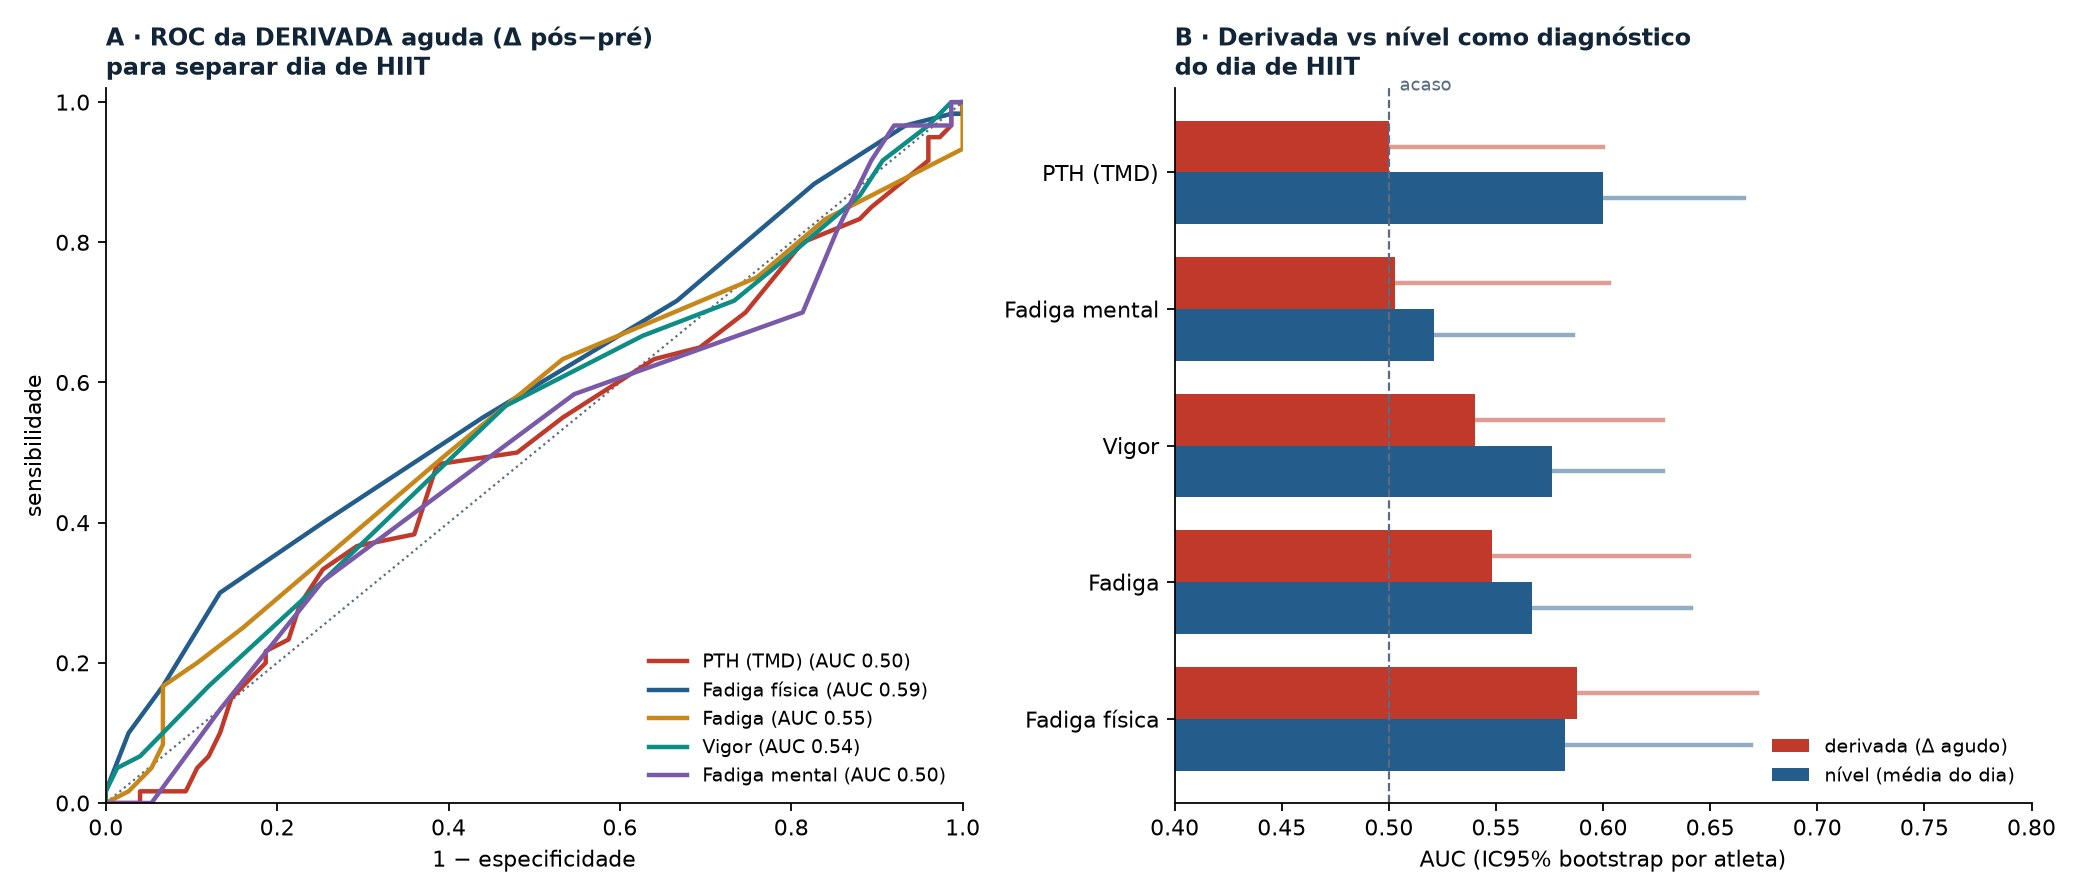 A · ROC da DERIVADA aguda (Δ pós−pré)
para separar dia de HIIT
sensibilidade
1.0
0.8
0.6
0.4
0.2
0.0
0.0
0.2
0.4
0.6
0.8
1.0
1 − especificidade
PTH (TMD) (AUC 0.50)
Fadiga física (AUC 0.59)
Fadiga (AUC 0.55)
Vigor (AUC 0.54)
Fadiga mental (AUC 0.50)
B · Derivada vs nível como diagnóstico
do dia de HIIT
acaso
PTH (TMD)
Fadiga mental
Vigor
Fadiga
Fadiga física
derivada (Δ agudo)
nível (média do dia)
0.40
0.45
0.50
0.55
0.60
0.65
0.70
0.75
0.80
AUC (IC95% bootstrap por atleta)